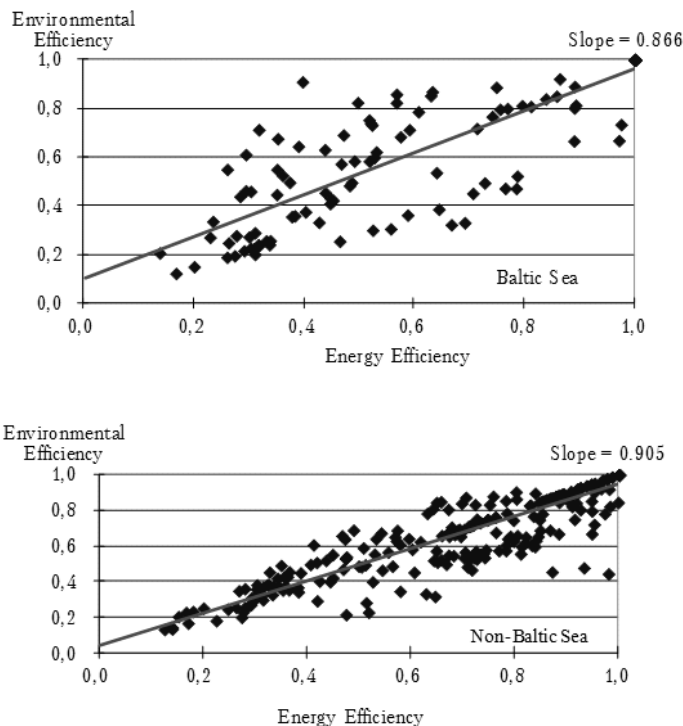 Environmental
Efficiency
Slope = 0.866
1,0
0,8
0,6
0,4
0,2
0,0
Baltic Sea
0,0 0,2 0,4 0,6 0,8 1,0
Energy Efficiency
Environmental
Efficiency
Slope = 0.905
1,0
0,8
0,6
0,4
0,2
0,0
Non-Baltic Sea
0,0 0,2 0,4 0,6 0,8 1,0
Energy Efficiency